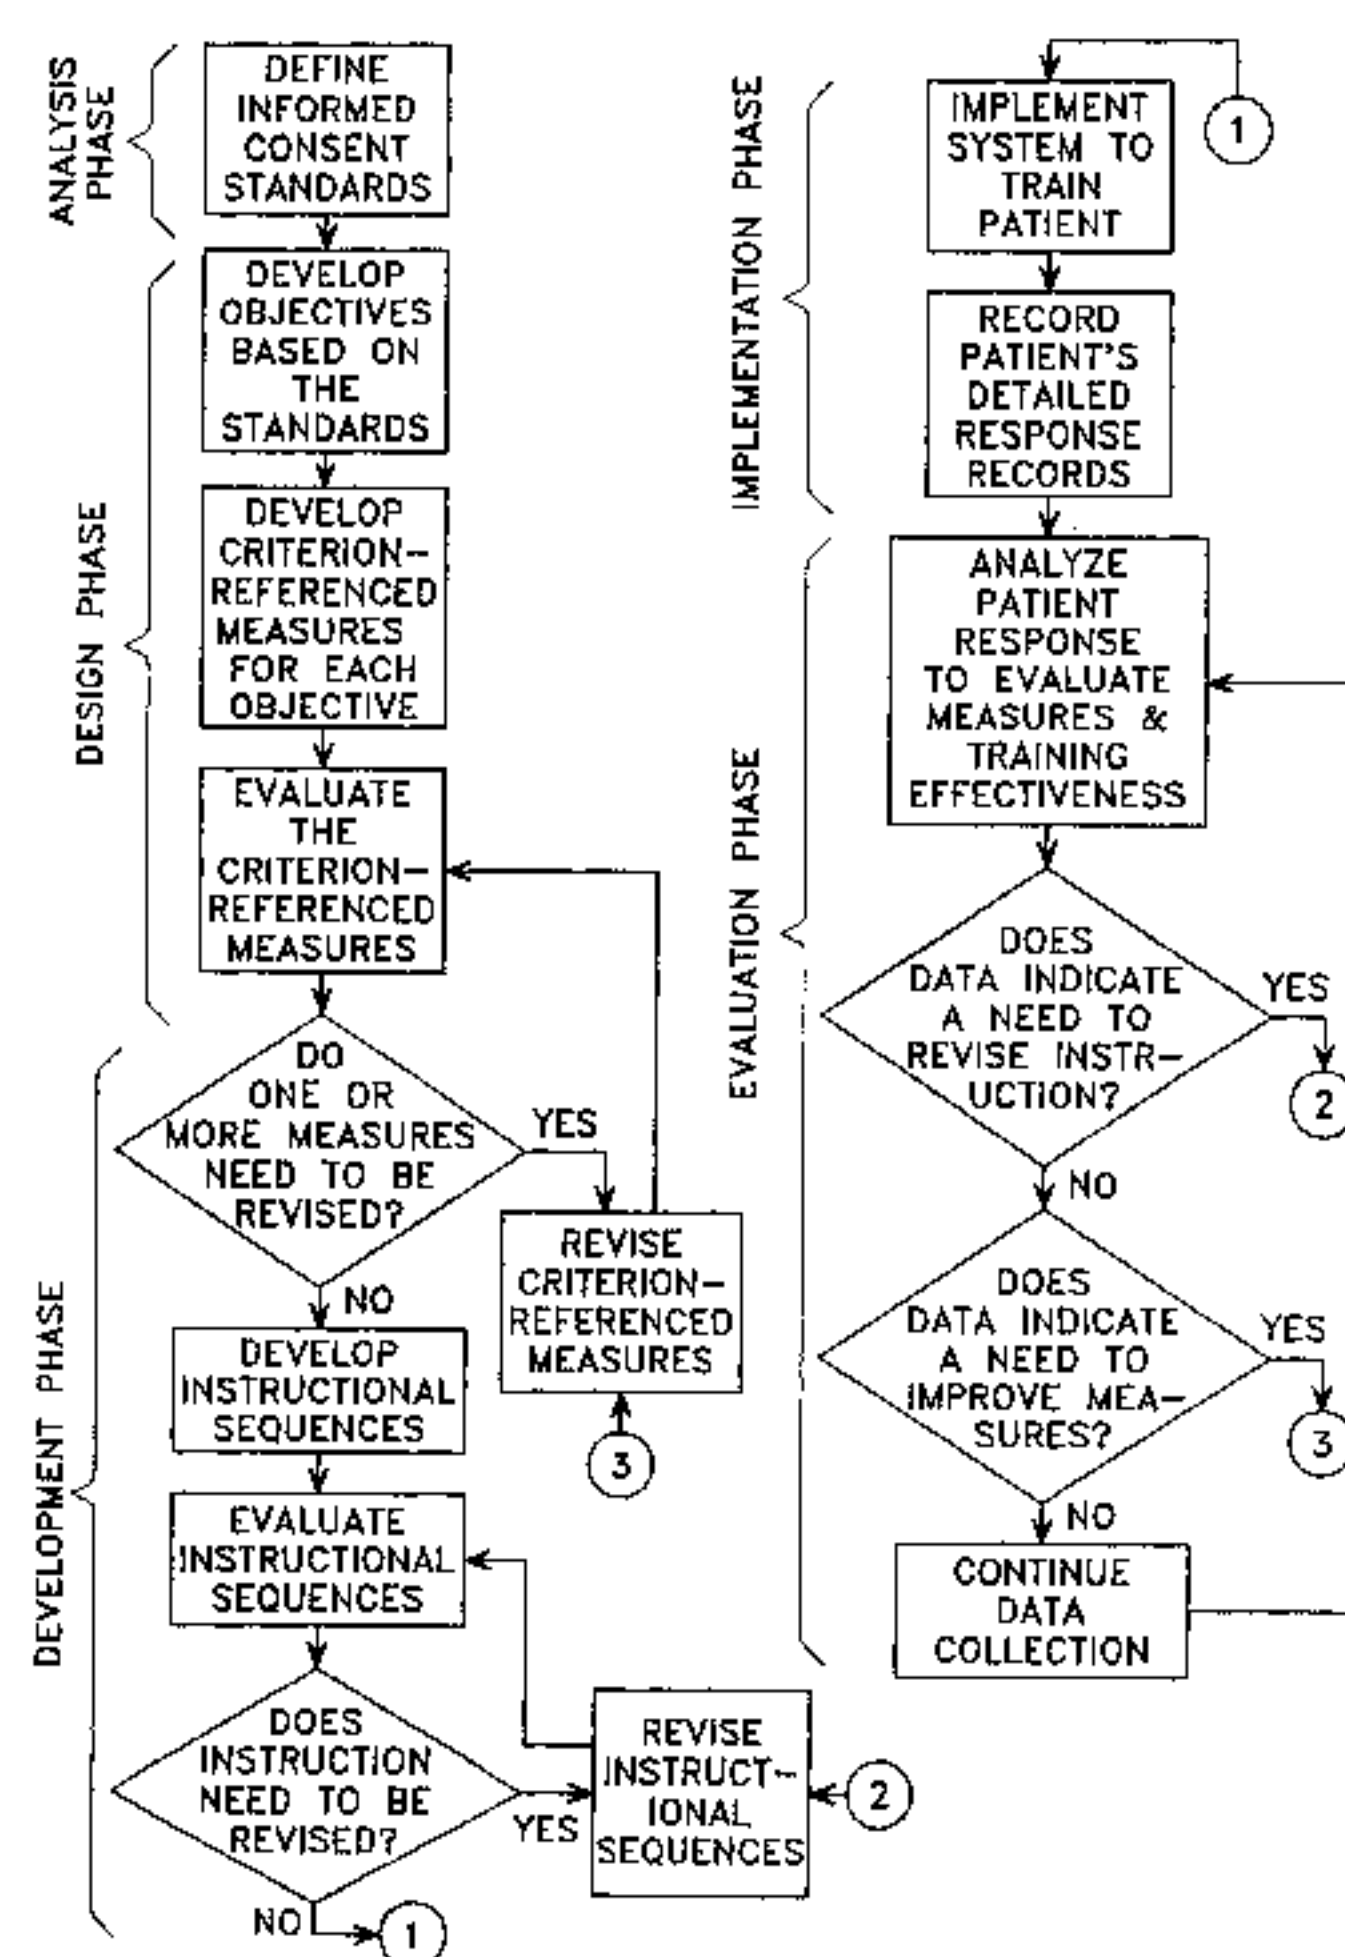 ANALYSIS
PHASE
DEFINE
INFORMED
CONSENT
STANDARDS
DESIGN PHASE
DEVELOP
OBJECTIVES
BASED ON
THE
STANDARDS
DEVELOP
CRITERION-
REFERENCED
MEASURES
FOR EACH
OBJECTIVE
EVALUATE
THE
CRITERION-
REFERENCED
MEASURES
DEVELOPMENT PHASE
DO
ONE OR
MORE MEASURES
NEED TO BE
REVISED?
YES
NO
REVISE
CRITERION-
REFERENCED
MEASURES
3
DEVELOP
INSTRUCTIONAL
SEQUENCES
EVALUATE
INSTRUCTIONAL
SEQUENCES
DOES
INSTRUCTION
NEED TO BE
REVISED?
YES
REVISE
INSTRUCT-
IONAL
SEQUENCES
2
NO
1
IMPLEMENTATION PHASE
IMPLEMENT
SYSTEM TO
TRAIN
PATIENT
1
RECORD
PATIENT'S
DETAILED
RESPONSE
RECORDS
EVALUATION PHASE
ANALYZE
PATIENT
RESPONSE
TO EVALUATE
MEASURES &
TRAINING
EFFECTIVENESS
DOES
DATA INDICATE
A NEED TO
REVISE INSTR-
UCTION?
YES
2
NO
DOES
DATA INDICATE
A NEED TO
IMPROVE MEA-
SURES?
YES
3
NO
CONTINUE
DATA
COLLECTION